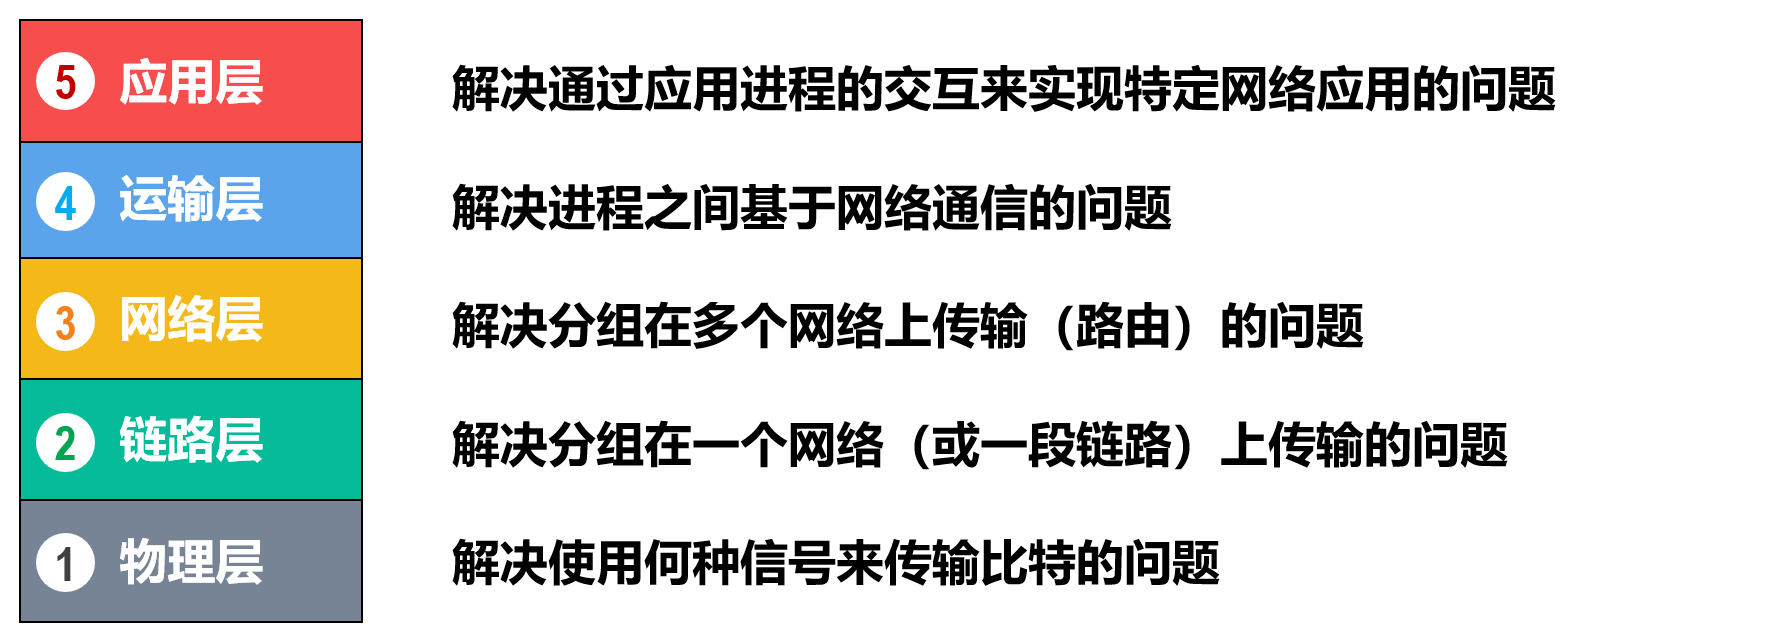 5 应用层 解决通过应用进程的交互来实现特定网络应用的问题
4 运输层 解决进程之间基于网络通信的问题
3 网络层 解决分组在多个网络上传输（路由）的问题
2 链路层 解决分组在一个网络（或一段链路）上传输的问题
1 物理层 解决使用何种信号来传输比特的问题